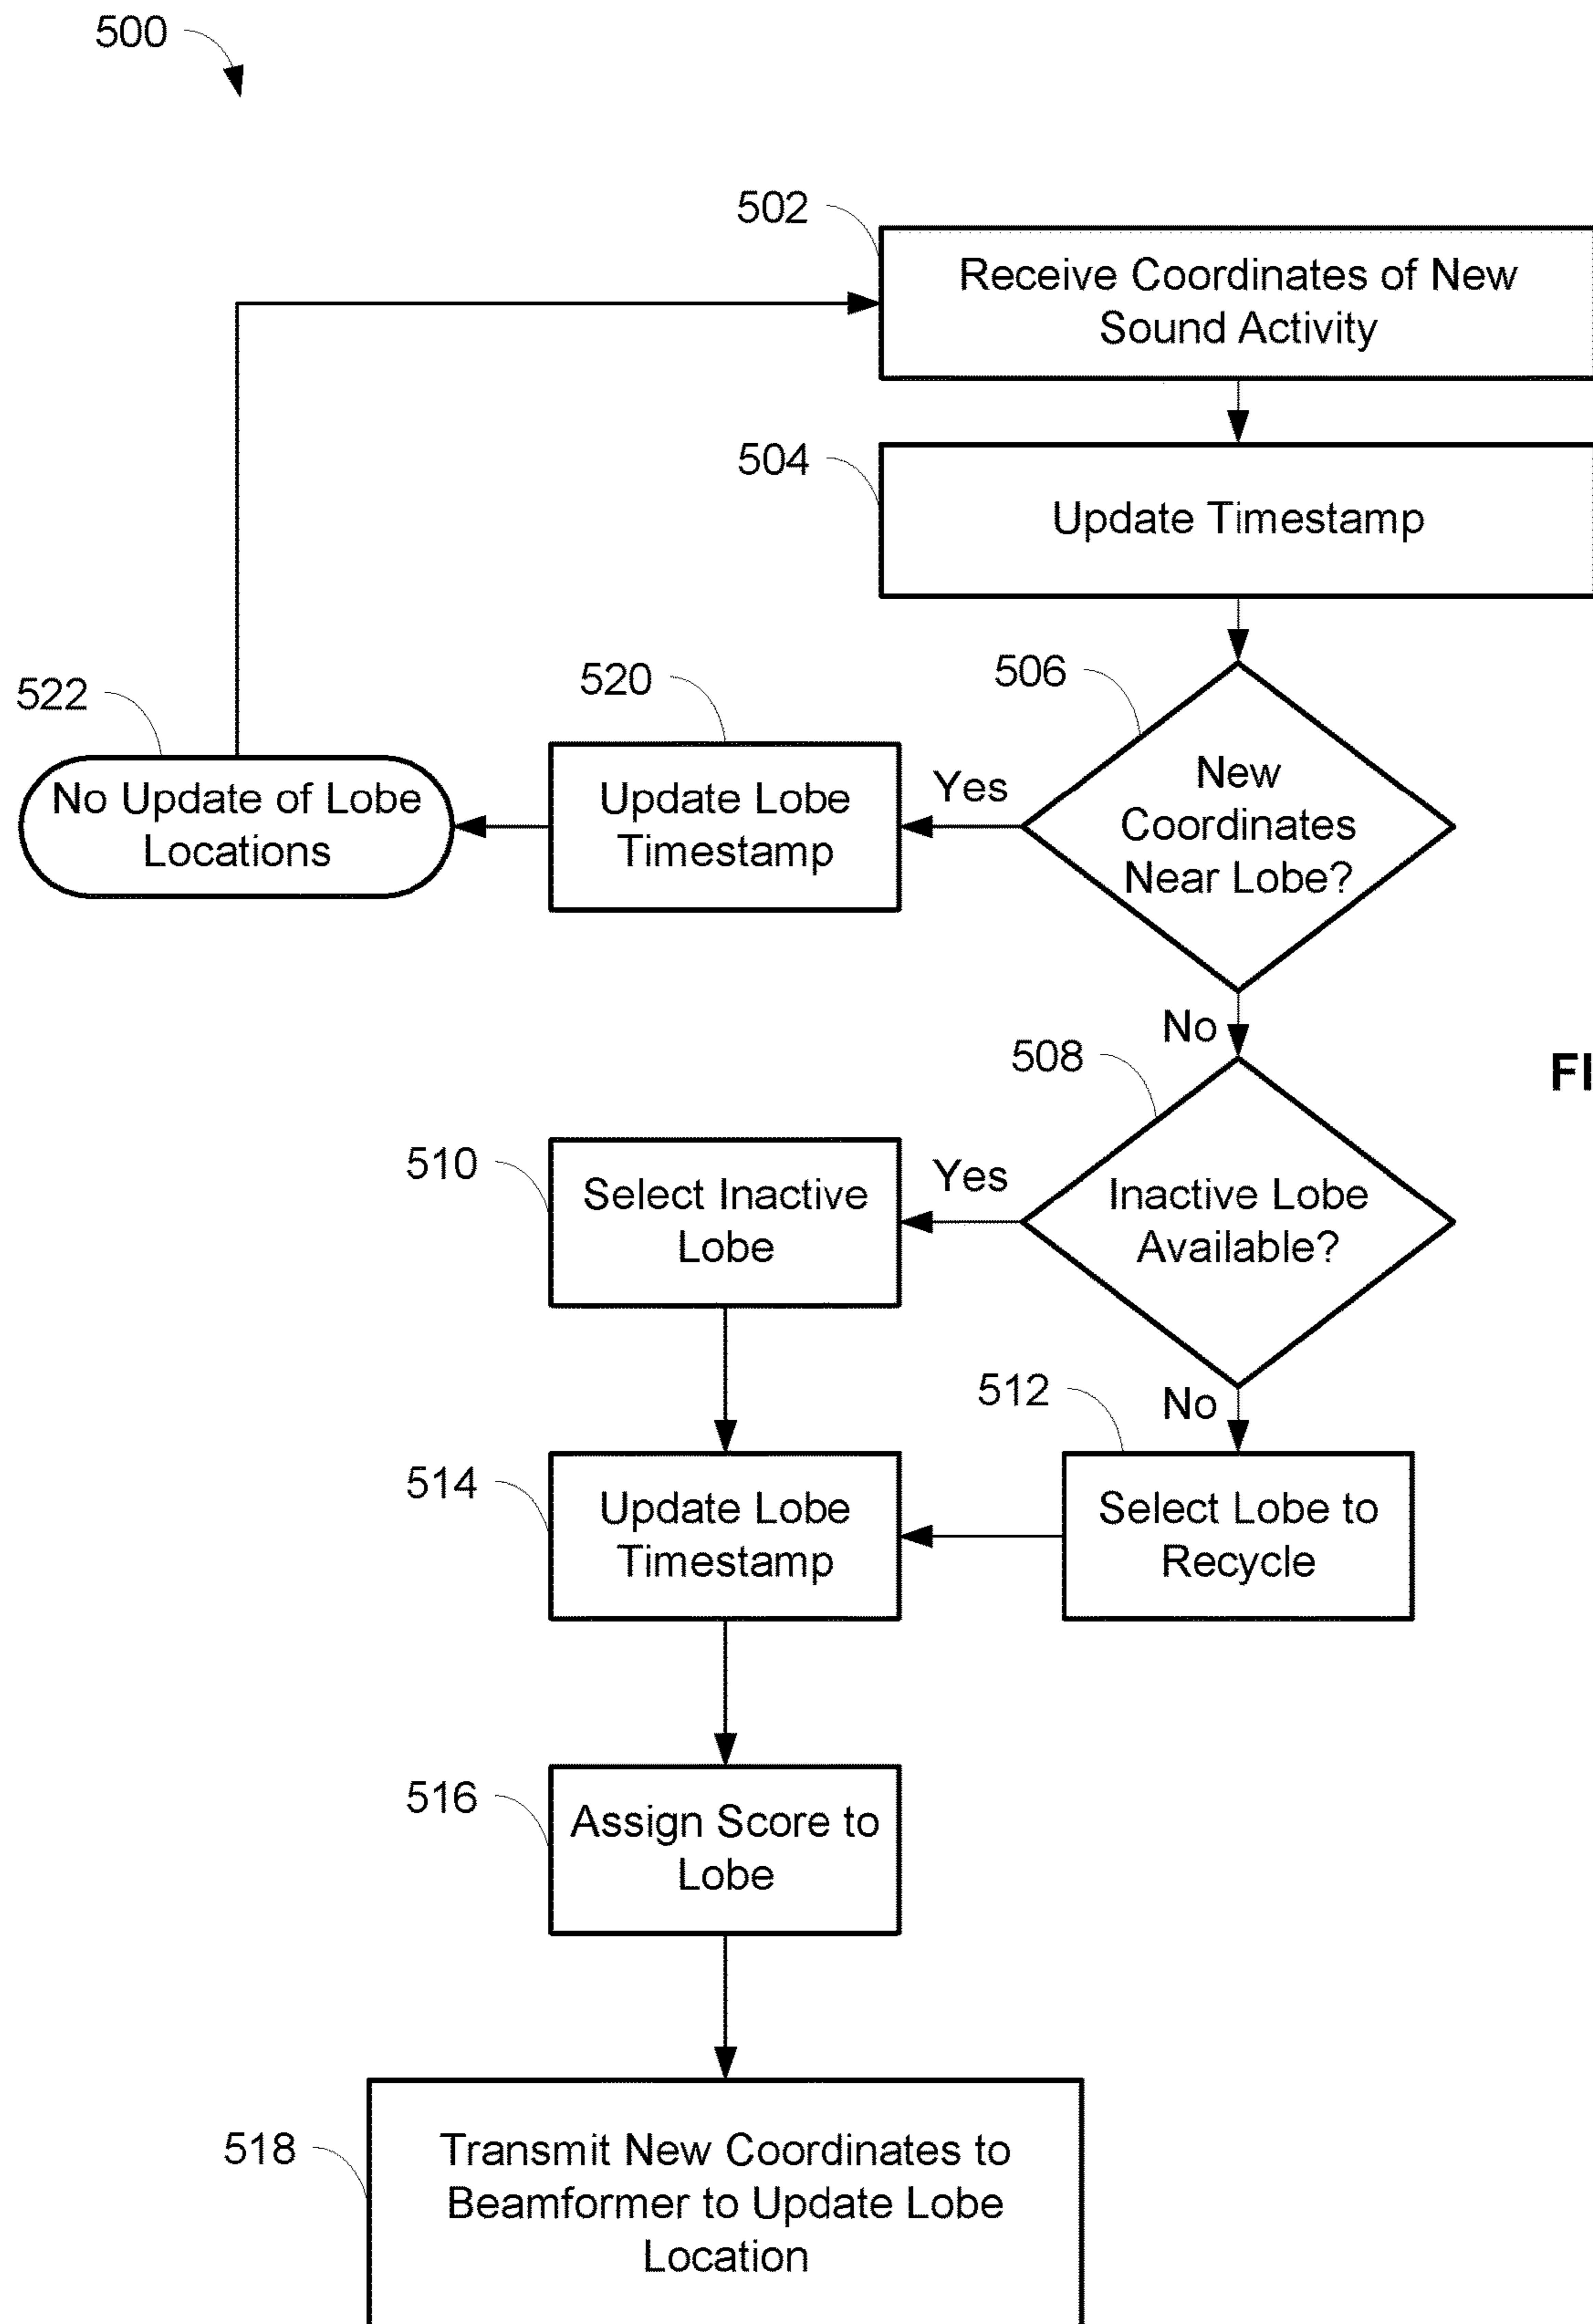 500
502
Receive Coordinates of New
Sound Activity
504
Update Timestamp
506
New
Coordinates
Near Lobe?
Yes
520
Update Lobe
Timestamp
522
No Update of Lobe
Locations
No
508
Inactive Lobe
Available?
FI
Yes
510
Select Inactive
Lobe
No
512
Select Lobe to
Recycle
514
Update Lobe
Timestamp
516
Assign Score to
Lobe
518
Transmit New Coordinates to
Beamformer to Update Lobe
Location